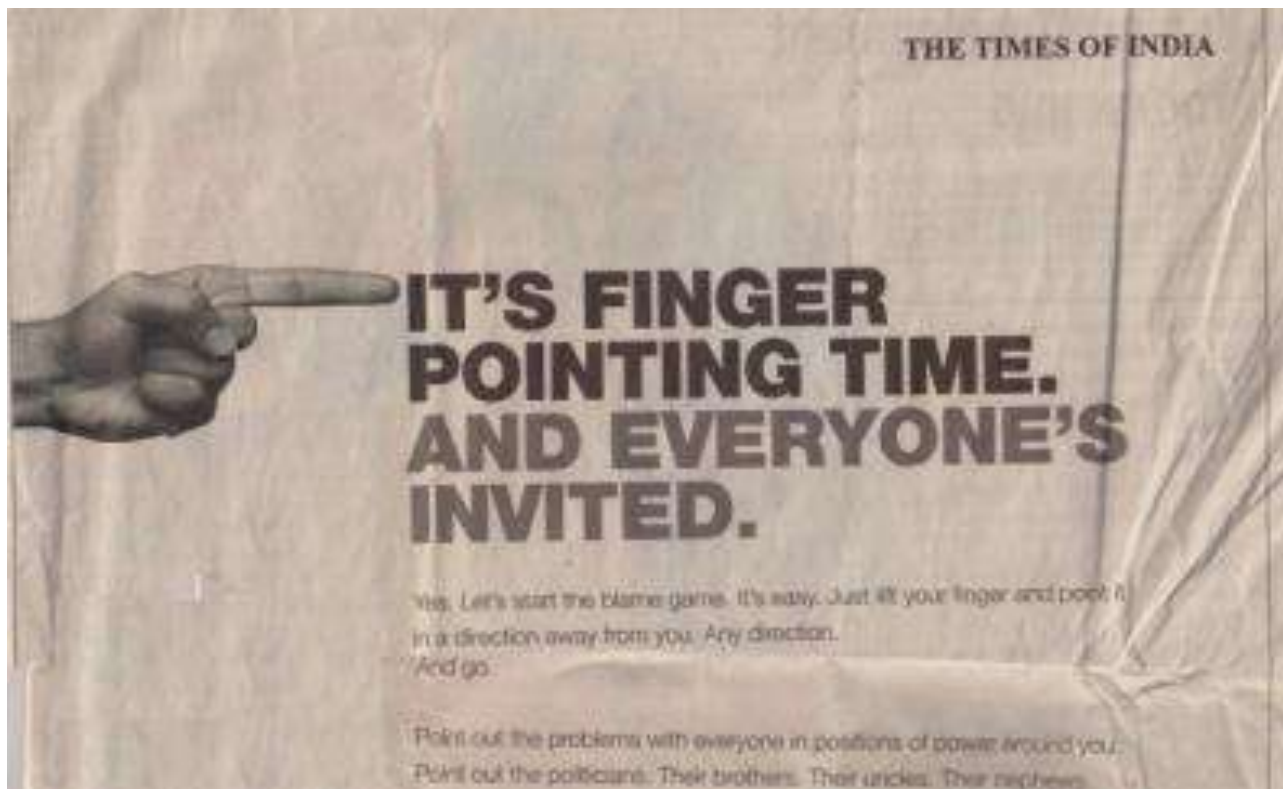 THE TIMES OF INDIA
IT'S FINGER
POINTING TIME.
AND EVERYONE'S
INVITED.
Yes. Let's start the blame game. It's easy. Just lift your finger and point it
in a direction away from you. Any direction.
And go.
Point out the problems with everyone in positions of power around you.
Point out the politicians. Their brothers. Their uncles. Their nephews.